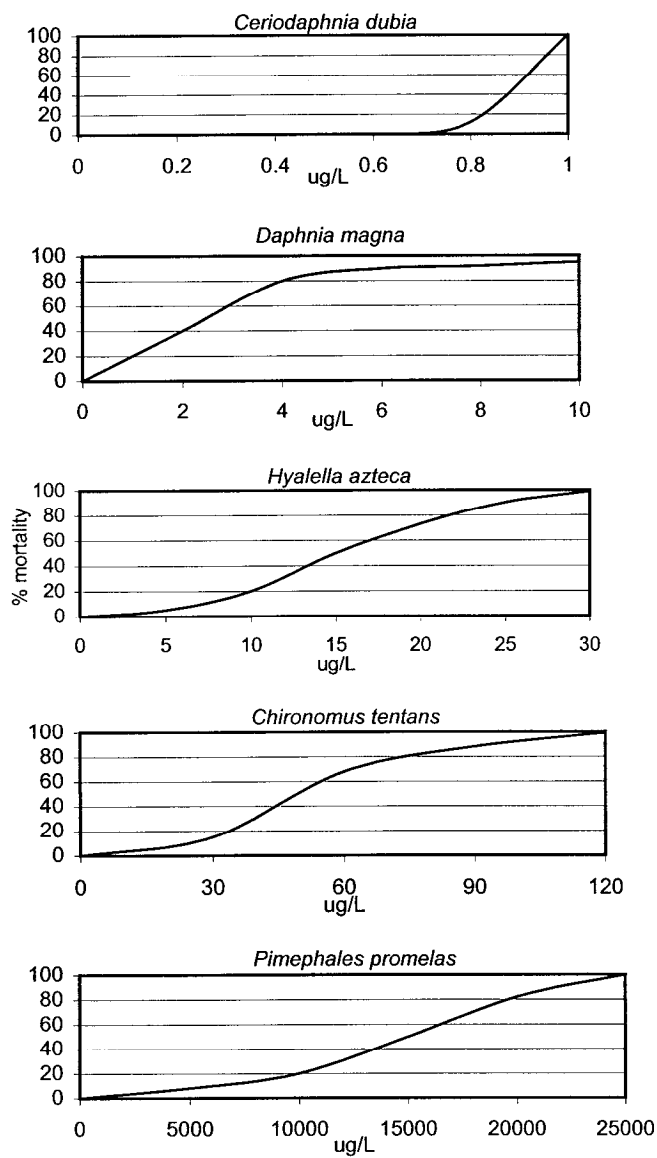 Ceriodaphnia dubia
100
80
60
40
20
0
0 0.2 0.4 0.6 0.8 1
ug/L
Daphnia magna
100
80
60
40
20
0
0 2 4 6 8 10
ug/L
Hyalella azteca
% mortality
100
80
60
40
20
0
0 5 10 15 20 25 30
ug/L
Chironomus tentans
100
80
60
40
20
0
0 30 60 90 120
ug/L
Pimephales promelas
100
80
60
40
20
0
0 5000 10000 15000 20000 25000
ug/L